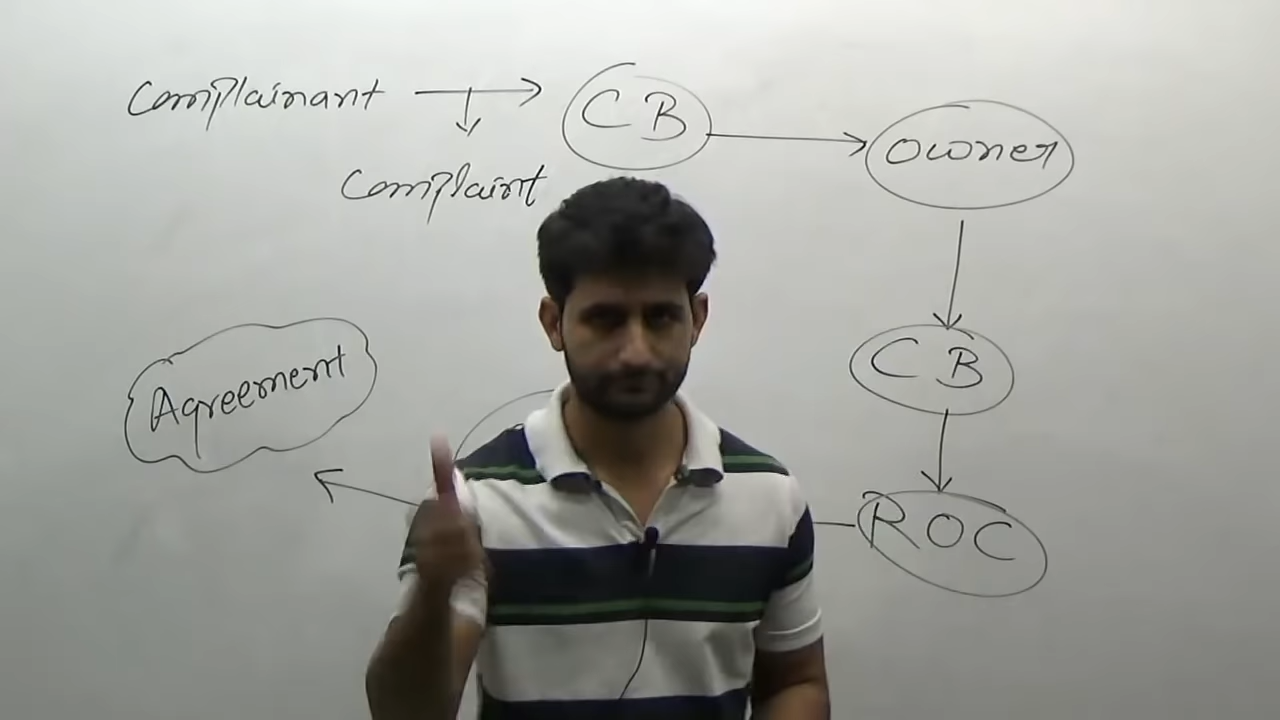 Complainant
CB
Owner
Complaint
CB
Agreement
ROC